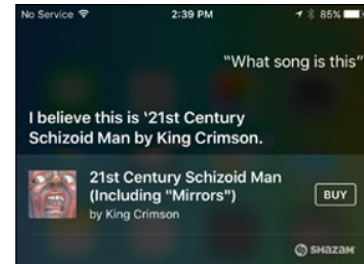 No Service 2:39 PM 85%
"What song is this"
I believe this is '21st Century
Schizoid Man by King Crimson.
21st Century Schizoid Man
(Including "Mirrors")
BUY
by King Crimson
SHAZAM